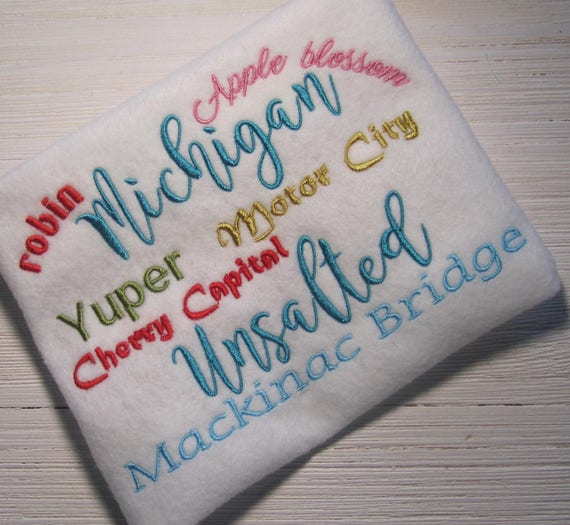 Apple blossom
robin
Michigan
Motor City
Yuper
Cherry Capital
Unsalted
Mackinac Bridge